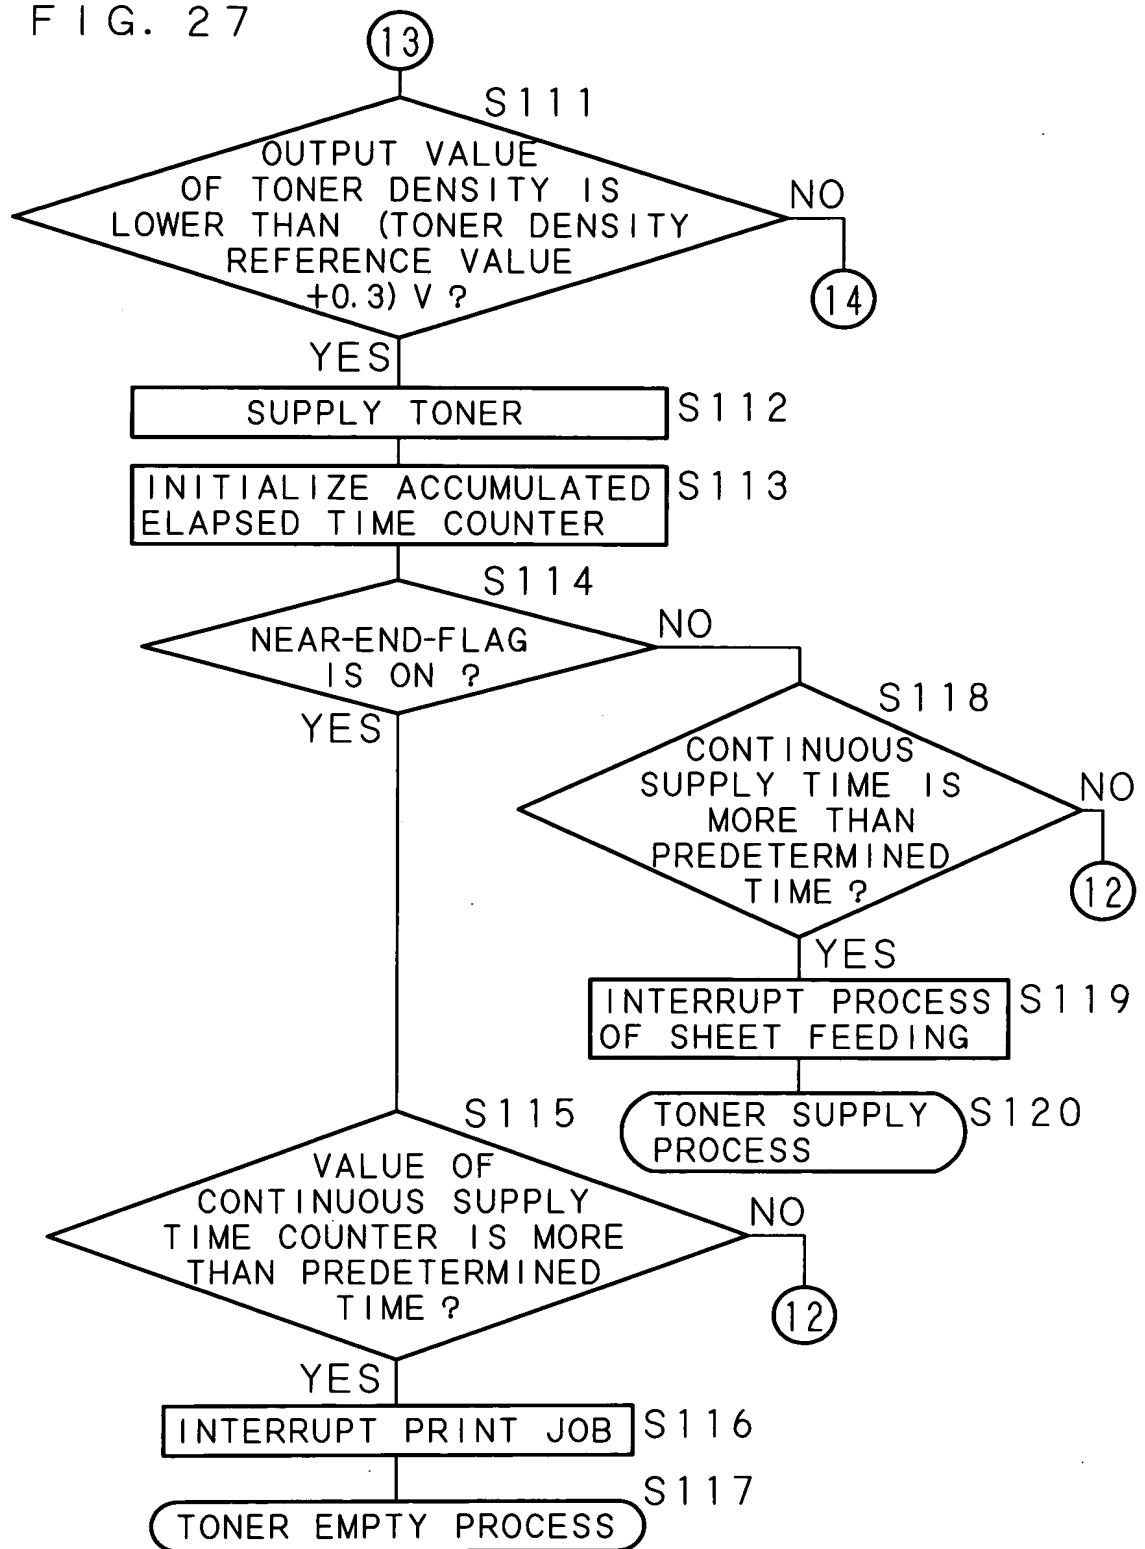 FIG. 27
13
S111
OUTPUT VALUE
OF TONER DENSITY IS
LOWER THAN (TONER DENSITY
REFERENCE VALUE
+0.3) V ?
NO
14
YES
SUPPLY TONER
S112
INITIALIZE ACCUMULATED
ELAPSED TIME COUNTER
S113
S114
NEAR-END-FLAG
IS ON ?
NO
YES
S118
CONTINUOUS
SUPPLY TIME IS
MORE THAN
PREDETERMINED
TIME ?
NO
12
YES
INTERRUPT PROCESS
OF SHEET FEEDING
S119
TONER SUPPLY
PROCESS
S120
S115
VALUE OF
CONTINUOUS SUPPLY
TIME COUNTER IS MORE
THAN PREDETERMINED
TIME ?
NO
12
YES
INTERRUPT PRINT JOB
S116
S117
TONER EMPTY PROCESS